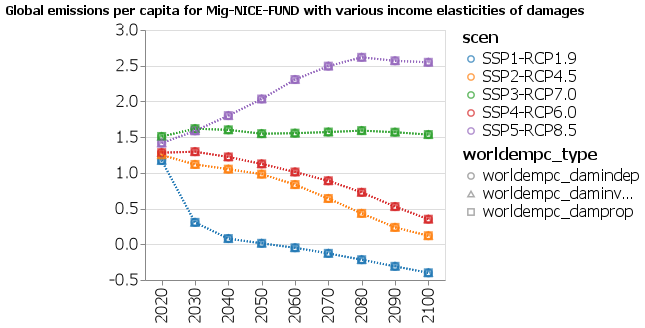 Global emissions per capita for Mig-NICE-FUND with various income elasticities of damages
3.0
2.5
2.0
1.5
1.0
0.5
0.0
-0.5
2020
2030
2040
2050
2060
2070
2080
2090
2100
scen
SSP1-RCP1.9
SSP2-RCP4.5
SSP3-RCP7.0
SSP4-RCP6.0
SSP5-RCP8.5
worldempc_type
worldempc_damindep
worldempc_daminv...
worldempc_damprop